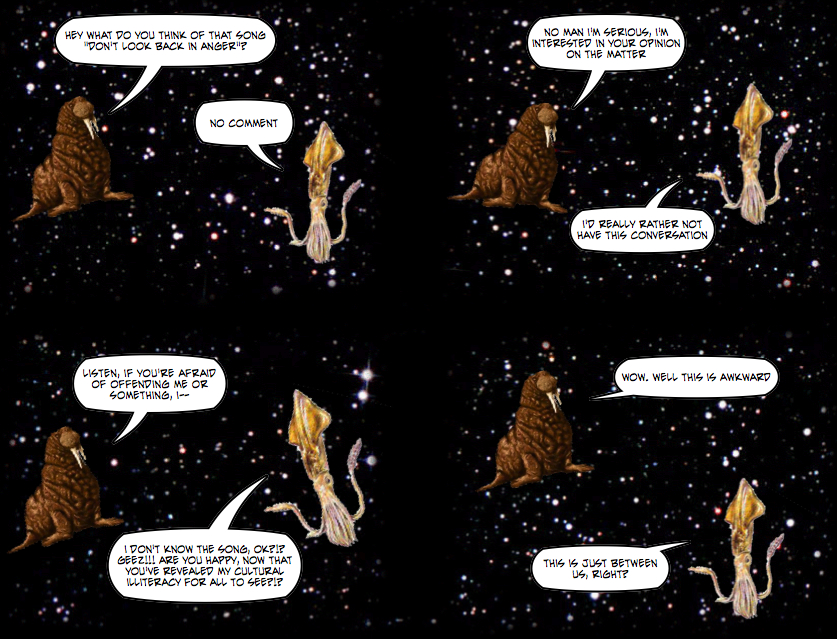 HEY WHAT DO YOU THINK OF THAT SONG
"DON'T LOOK BACK IN ANGER"?
NO COMMENT
NO MAN I'M SERIOUS, I'M
INTERESTED IN YOUR OPINION
ON THE MATTER
I'D REALLY RATHER NOT
HAVE THIS CONVERSATION
LISTEN, IF YOU'RE AFRAID
OF OFFENDING ME OR
SOMETHING, I--
I DON'T KNOW THE SONG, OK?!?
GEEZ!!! ARE YOU HAPPY, NOW THAT
YOU'VE REVEALED MY CULTURAL
ILLITERACY FOR ALL TO SEE?!?
WOW. WELL THIS IS AWKWARD
THIS IS JUST BETWEEN
US, RIGHT?